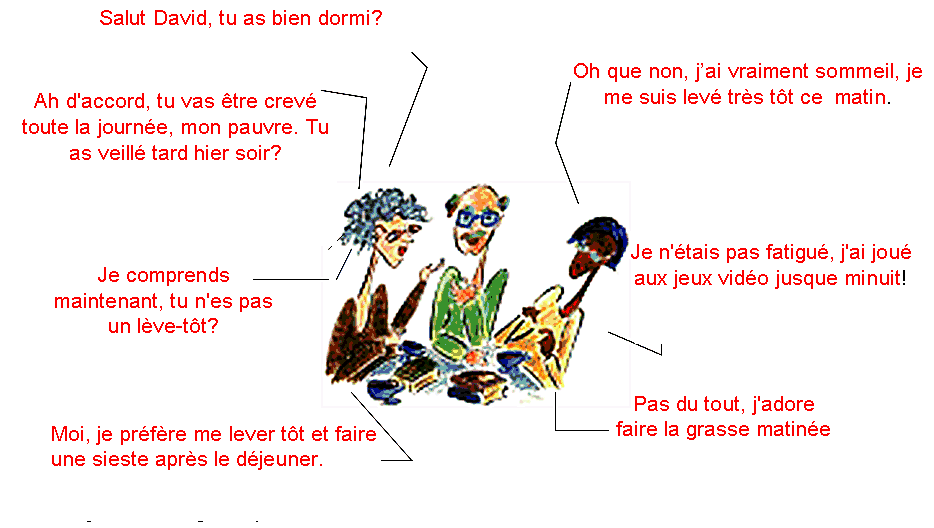 Salut David, tu as bien dormi?
Oh que non, j’ai vraiment sommeil, je
me suis levé très tôt ce  matin.
Ah d'accord, tu vas être crevé
toute la journée, mon pauvre. Tu
as veillé tard hier soir?
Je n'étais pas fatigué, j'ai joué
aux jeux vidéo jusque minuit!
Je comprends
maintenant, tu n'es pas
un lève-tôt?
Pas du tout, j'adore
faire la grasse matinée
Moi, je préfère me lever tôt et faire
une sieste après le déjeuner.